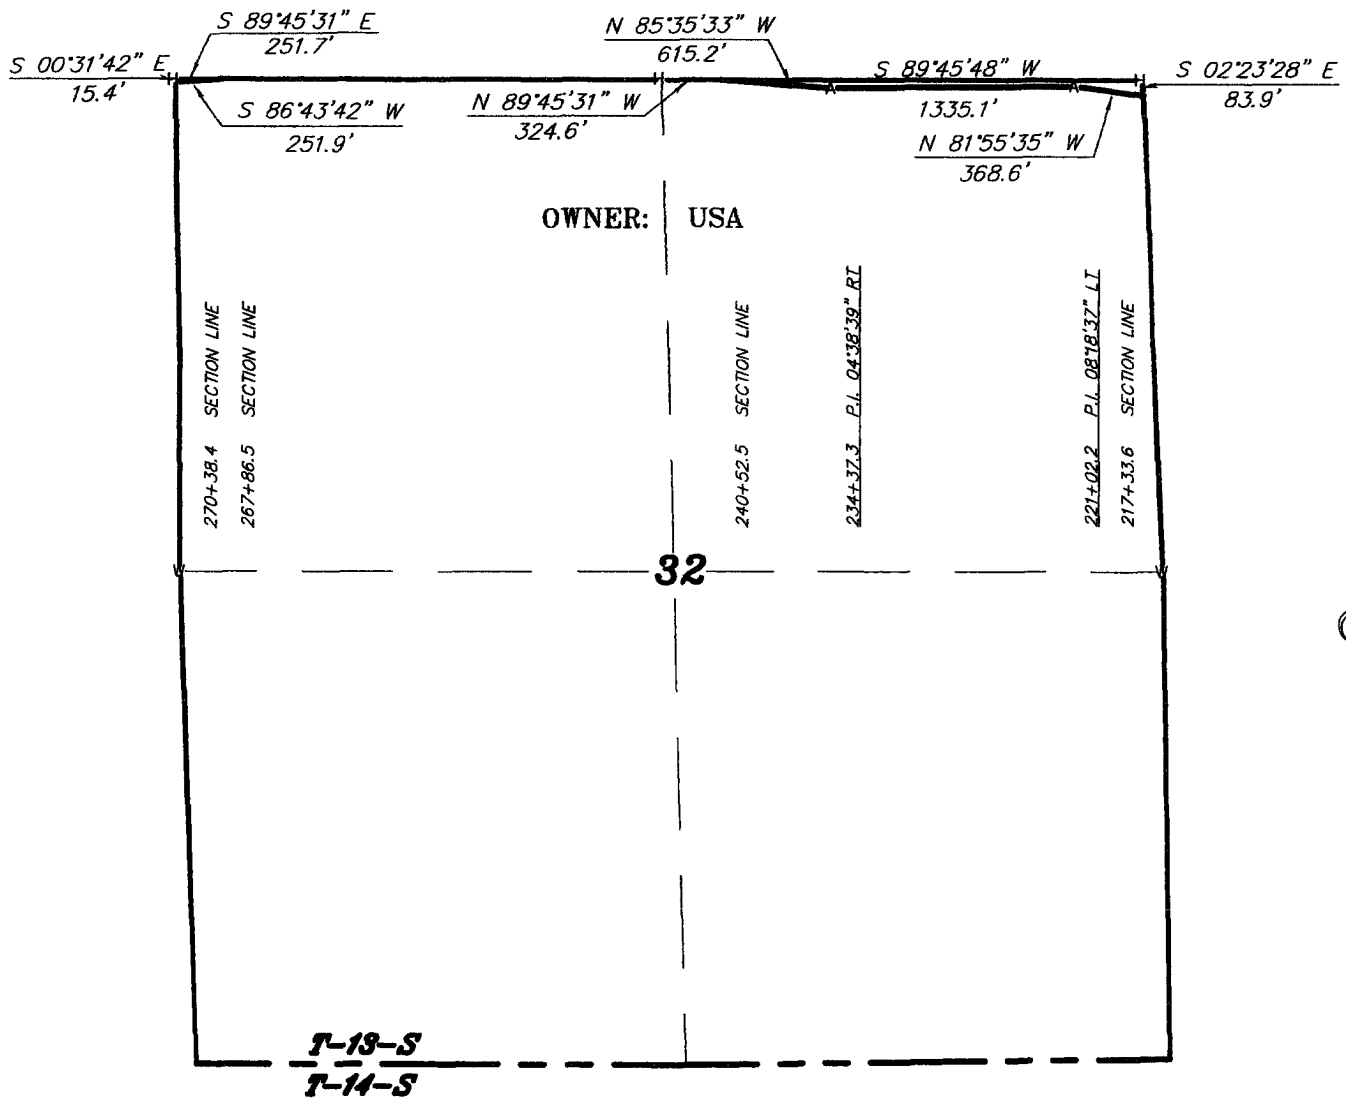 S 89°45'31" E
251.7'
N 85°35'33" W
615.2'
S 00°31'42" E
15.4'
S 89°45'48" W
1335.1'
S 02°23'28" E
83.9'
S 86°43'42" W
251.9'
N 89°45'31" W
324.6'
N 81°55'35" W
368.6'
OWNER: USA
270+38.4 SECTION LINE
267+86.5 SECTION LINE
240+52.5 SECTION LINE
234+37.3 P.I. 04°38'39" RT
221+02.2 P.I. 08°18'37" LT
217+33.6 SECTION LINE
32
T-13-S
T-14-S